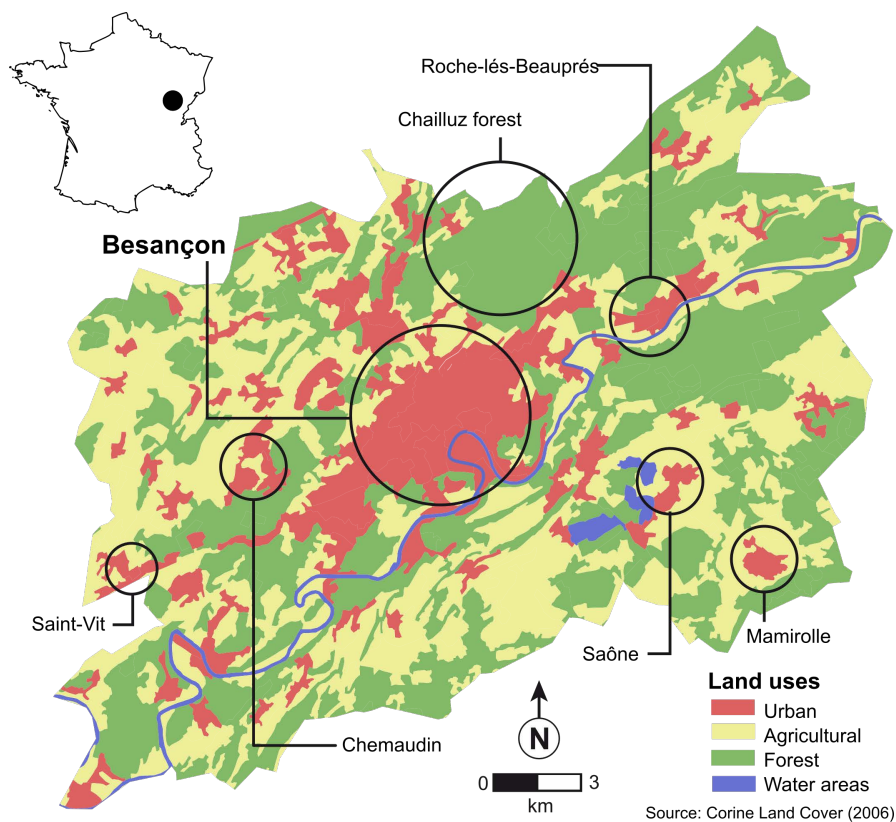 Roche-lés-Beauprés
Chailluz forest
Besançon
Saint-Vit
Mamirolle
Saône
Chemaudin
Land uses
Urban
Agricultural
Forest
Water areas
N
0 3
km
Source: Corine Land Cover (2006)